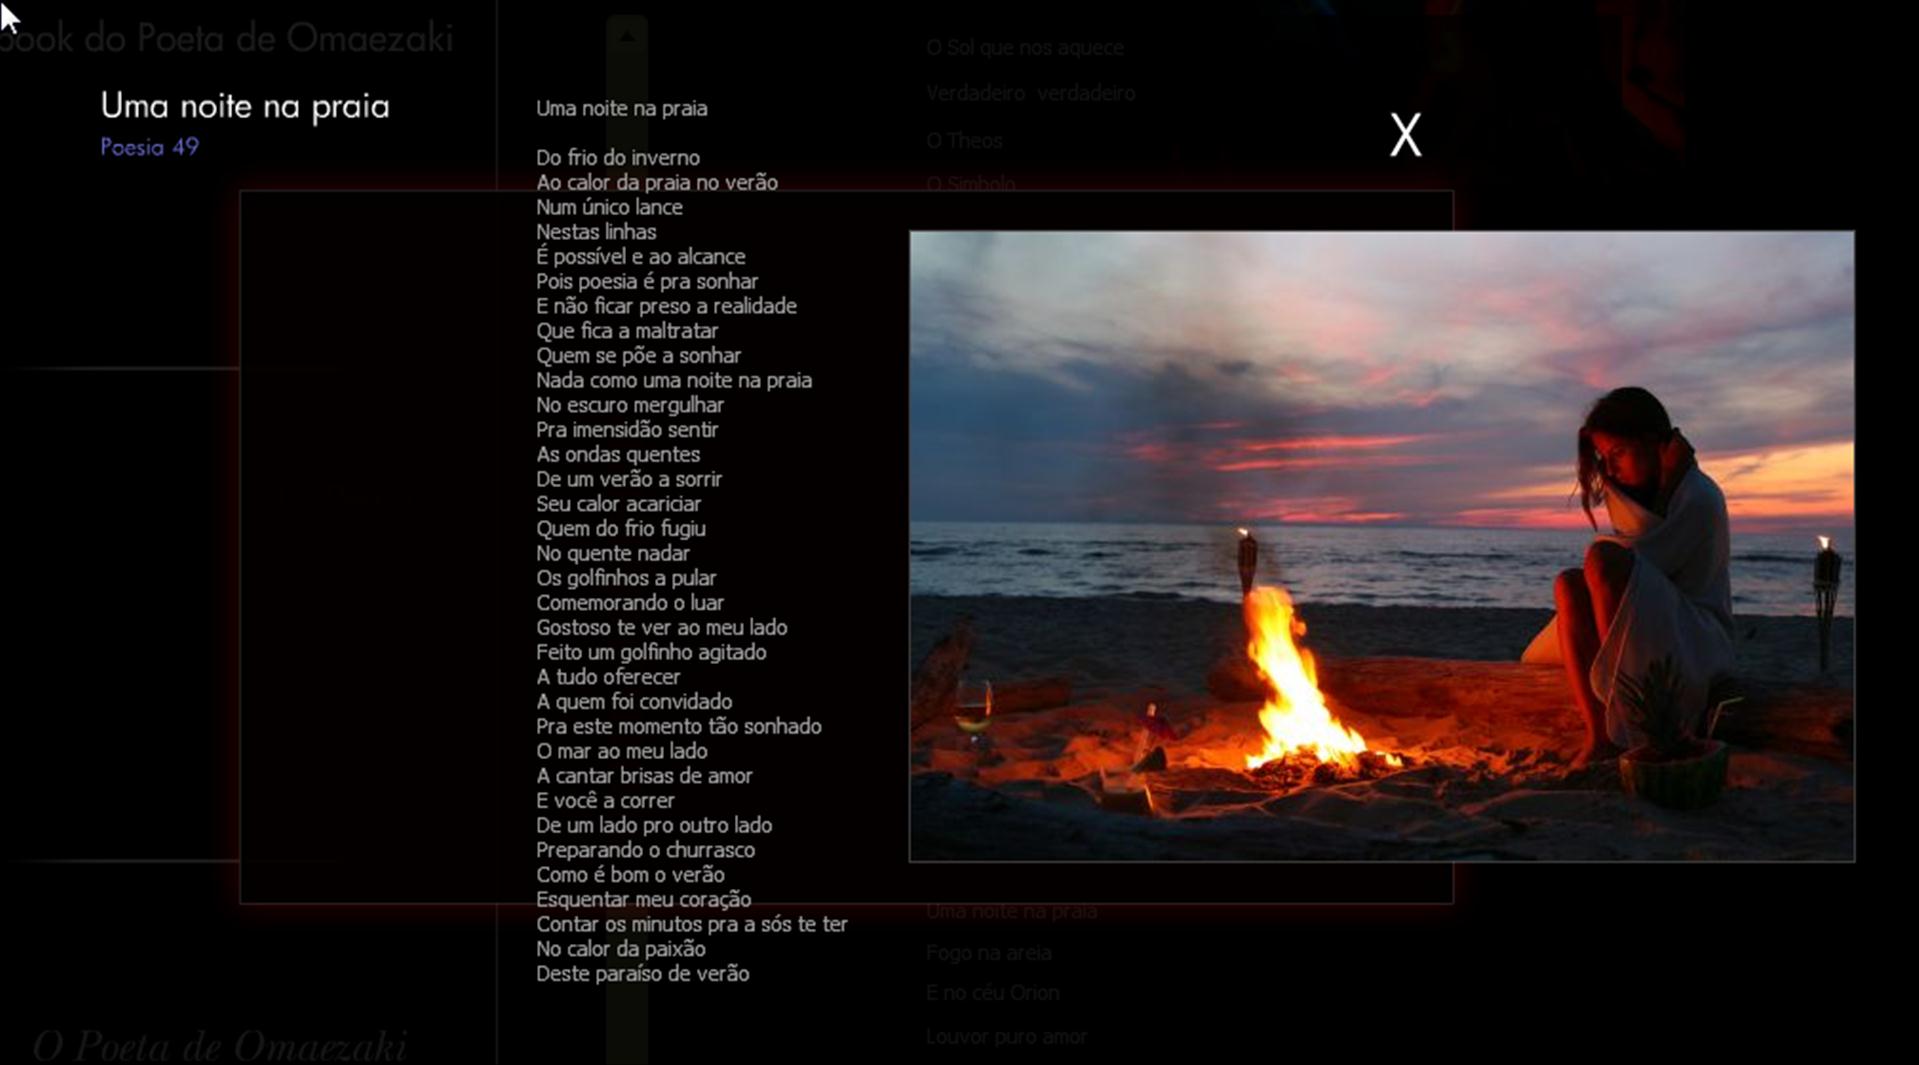 book do Poeta de Omaezaki
Uma noite na praia
Poesia 49
Uma noite na praia
Do frio do inverno
Ao calor da praia no verão
Num único lance
Nestas linhas
É possível e ao alcance
Pois poesia é pra sonhar
E não ficar preso a realidade
Que fica a maltratar
Quem se põe a sonhar
Nada como uma noite na praia
No escuro mergulhar
Pra imensidão sentir
As ondas quentes
De um verão a sorrir
Seu calor acariciar
Quem do frio fugiu
No quente nadar
Os golfinhos a pular
Comemorando o luar
Gostoso te ver ao meu lado
Feito um golfinho agitado
A tudo oferecer
A quem foi convidado
Pra este momento tão sonhado
O mar ao meu lado
A cantar brisas de amor
E você a correr
De um lado pro outro lado
Preparando o churrasco
Como é bom o verão
Esquentar meu coração
Contar os minutos pra a sós te ter
No calor da paixão
Deste paraíso de verão
X
O Sol que nos aquece
Verdadeiro verdadeiro
O Theos
O Simbolo
Uma noite na praia
Fogo na areia
E no céu Orion
Louvor puro amor
O Poeta de Omaezaki